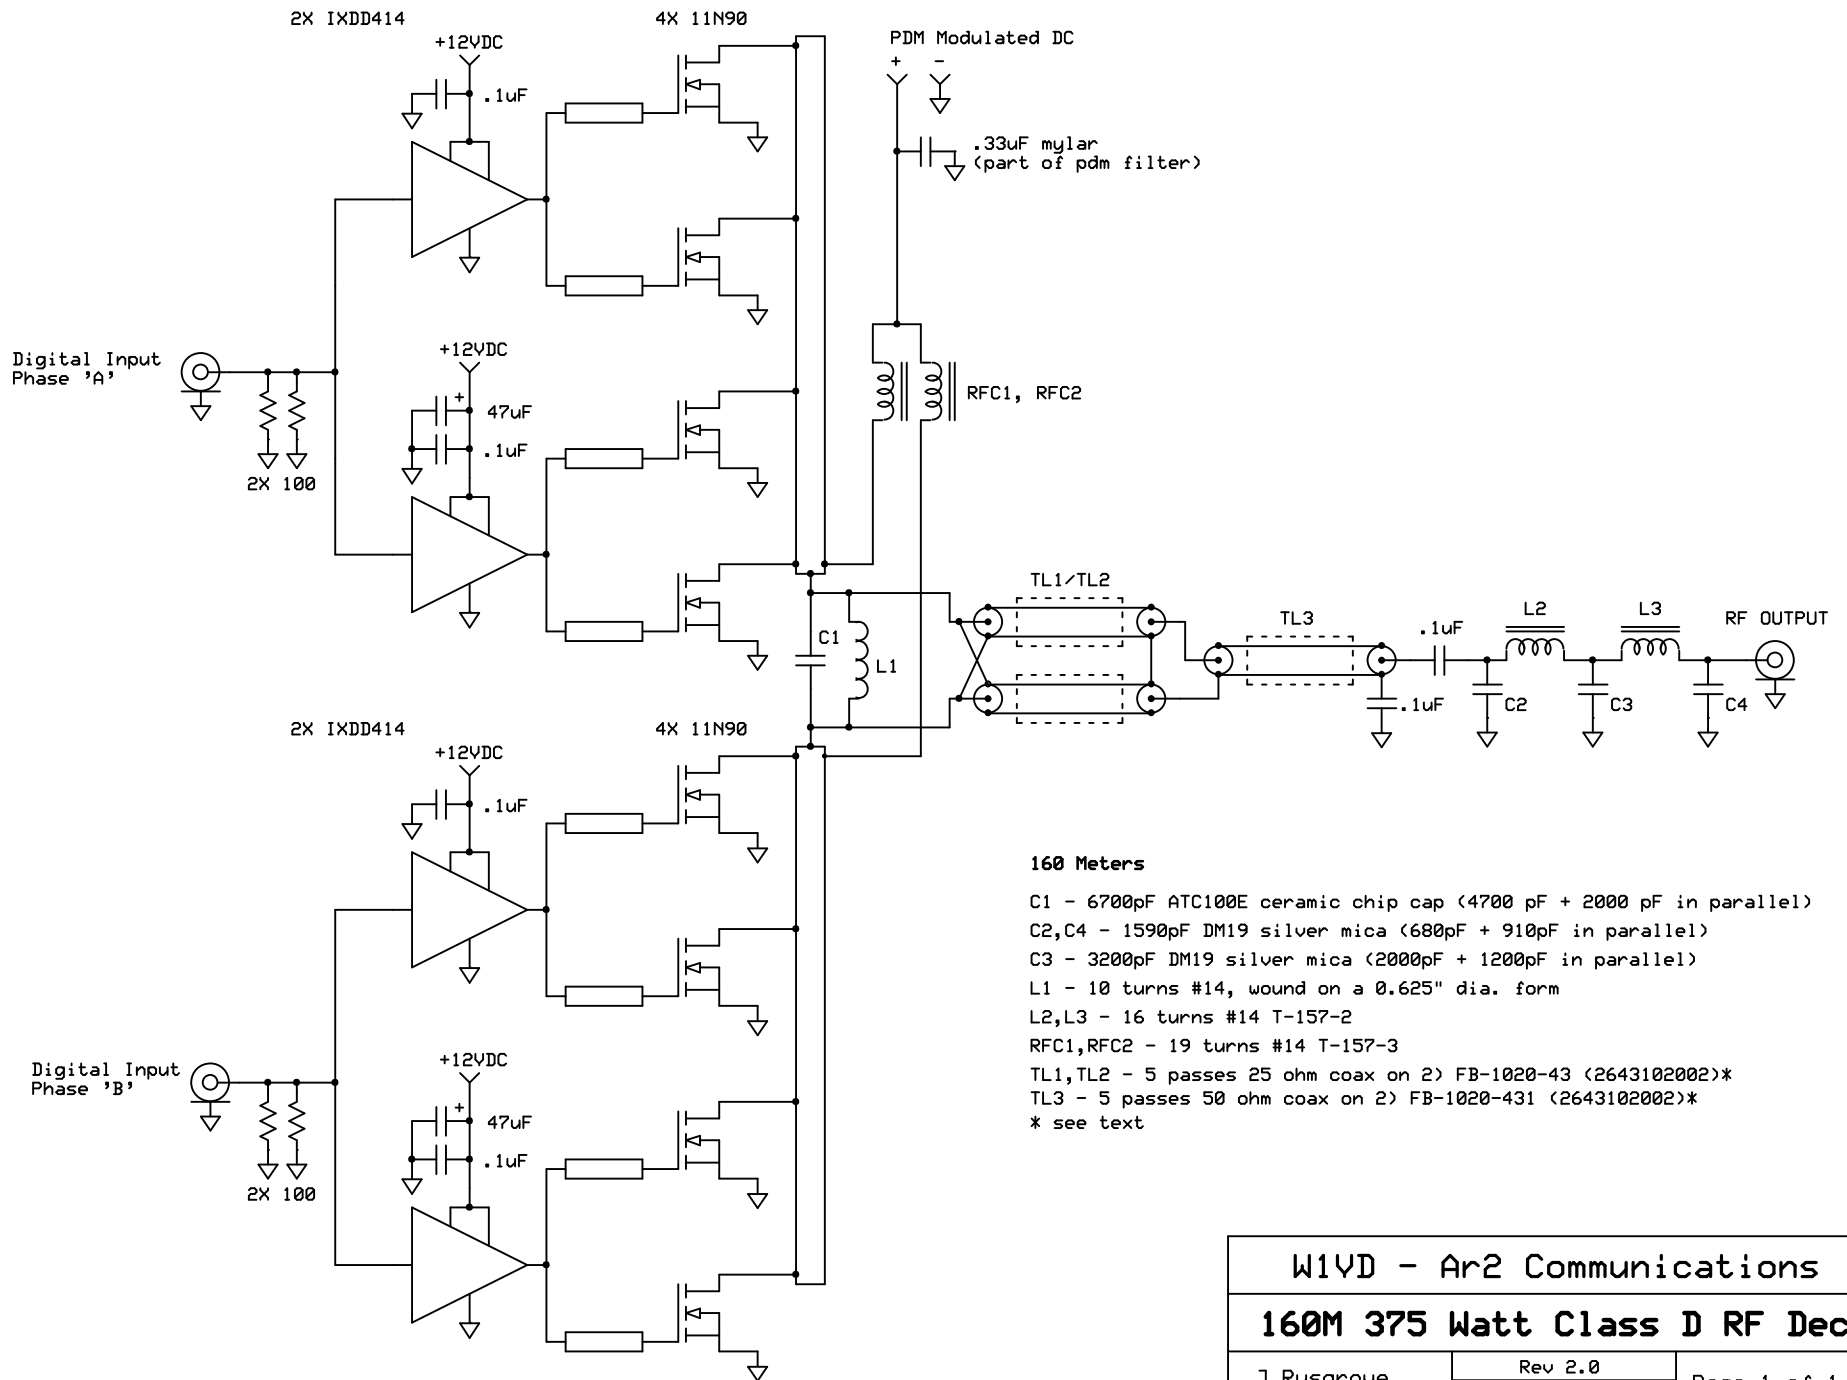 2X IXDD414
4X 11N90
+12VDC
.1uF
PDM Modulated DC
+ -
.33uF mylar
(part of pdm filter)
Digital Input
Phase 'A'
2X 100
+12VDC
+
47uF
.1uF
RFC1, RFC2
C1
L1
TL1/TL2
TL3
.1uF
.1uF
L2
L3
C2
C3
C4
RF OUTPUT
2X IXDD414
4X 11N90
+12VDC
.1uF
Digital Input
Phase 'B'
2X 100
+12VDC
+
47uF
.1uF
160 Meters
C1 - 6700pF ATC100E ceramic chip cap (4700 pF + 2000 pF in parallel)
C2,C4 - 1590pF DM19 silver mica (680pF + 910pF in parallel)
C3 - 3200pF DM19 silver mica (2000pF + 1200pF in parallel)
L1 - 10 turns #14, wound on a 0.625" dia. form
L2,L3 - 16 turns #14 T-157-2
RFC1,RFC2 - 19 turns #14 T-157-3
TL1,TL2 - 5 passes 25 ohm coax on 2) FB-1020-43 (2643102002)*
TL3 - 5 passes 50 ohm coax on 2) FB-1020-431 (2643102002)*
* see text
W1VD - Ar2 Communications
160M 375 Watt Class D RF Dec
Rev 2.0
J Rusgrove
Page 1 of 1